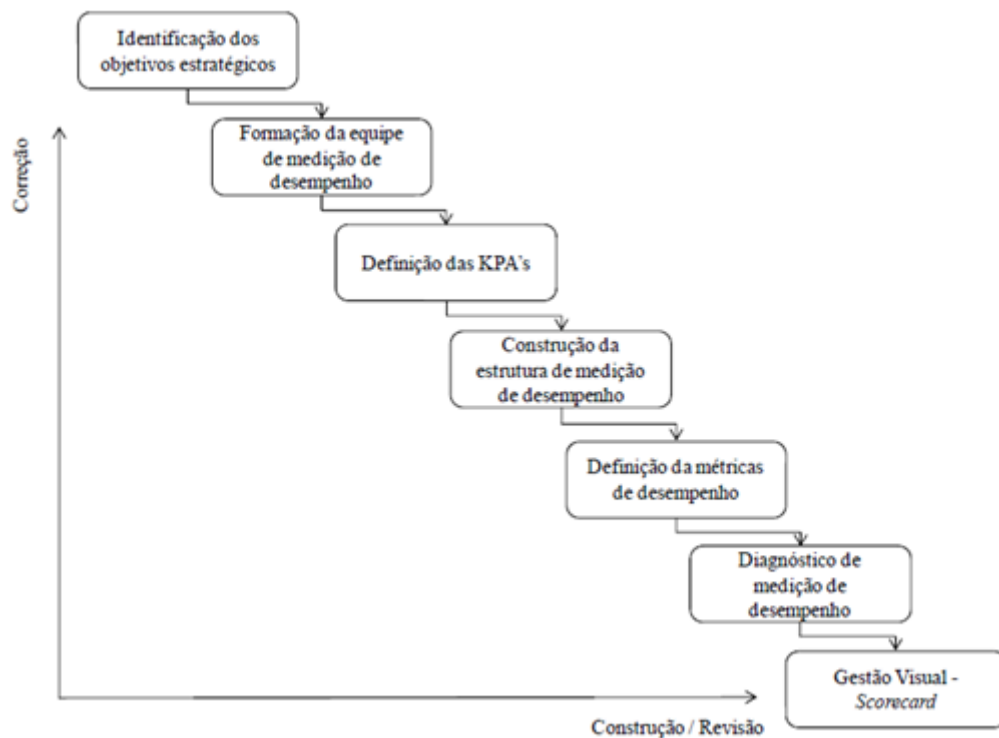 Identificação dos
objetivos estratégicos
Formação da equipe
de medição de
desempenho
Correção
Definição das KPA's
Construção da
estrutura de medição
de desempenho
Definição da métricas
de desempenho
Diagnóstico de
medição de
desempenho
Gestão Visual -
Scorecard
Construção / Revisão